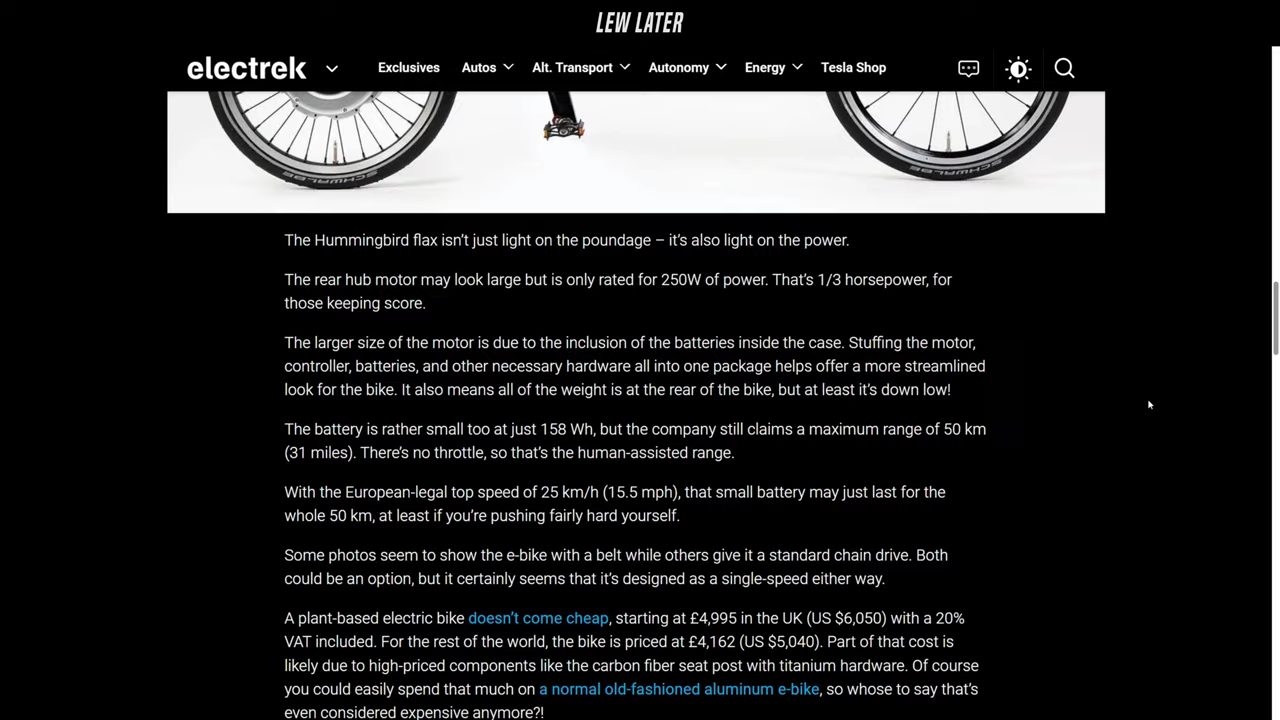 LEW LATER
electrek
Exclusives Autos Alt. Transport Autonomy Energy Tesla Shop
SCHWALBE SCHWALBE
The Hummingbird flax isn't just light on the poundage – it's also light on the power.
The rear hub motor may look large but is only rated for 250W of power. That's 1/3 horsepower, for
those keeping score.
The larger size of the motor is due to the inclusion of the batteries inside the case. Stuffing the motor,
controller, batteries, and other necessary hardware all into one package helps offer a more streamlined
look for the bike. It also means all of the weight is at the rear of the bike, but at least it's down low!
The battery is rather small too at just 158 Wh, but the company still claims a maximum range of 50 km
(31 miles). There's no throttle, so that's the human-assisted range.
With the European-legal top speed of 25 km/h (15.5 mph), that small battery may just last for the
whole 50 km, at least if you're pushing fairly hard yourself.
Some photos seem to show the e-bike with a belt while others give it a standard chain drive. Both
could be an option, but it certainly seems that it's designed as a single-speed either way.
A plant-based electric bike doesn't come cheap, starting at £4,995 in the UK (US $6,050) with a 20%
VAT included. For the rest of the world, the bike is priced at £4,162 (US $5,040). Part of that cost is
likely due to high-priced components like the carbon fiber seat post with titanium hardware. Of course
you could easily spend that much on a normal old-fashioned aluminum e-bike, so whose to say that's
even considered expensive anymore?!